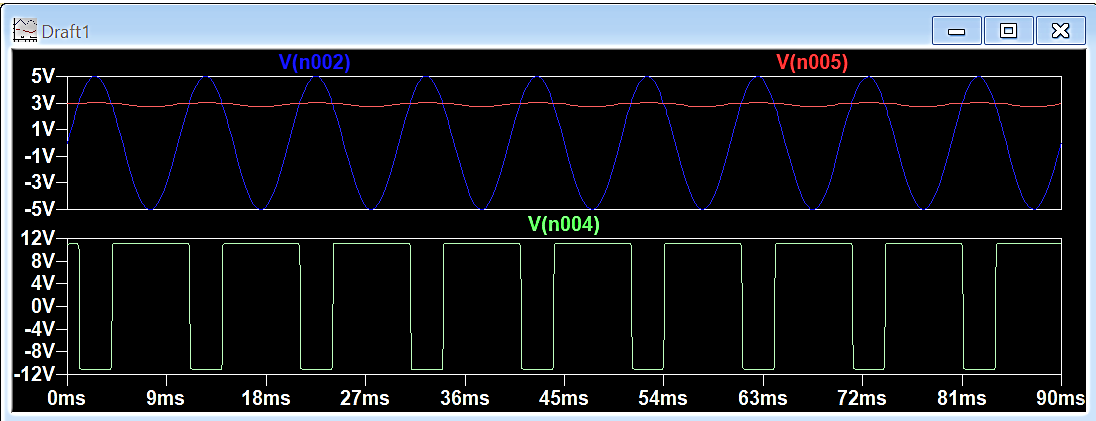 Draft1
V(n002) V(n005)
5V
3V
1V
-1V
-3V
-5V
V(n004)
12V
8V
4V
0V
-4V
-8V
-12V
0ms 9ms 18ms 27ms 36ms 45ms 54ms 63ms 72ms 81ms 90ms